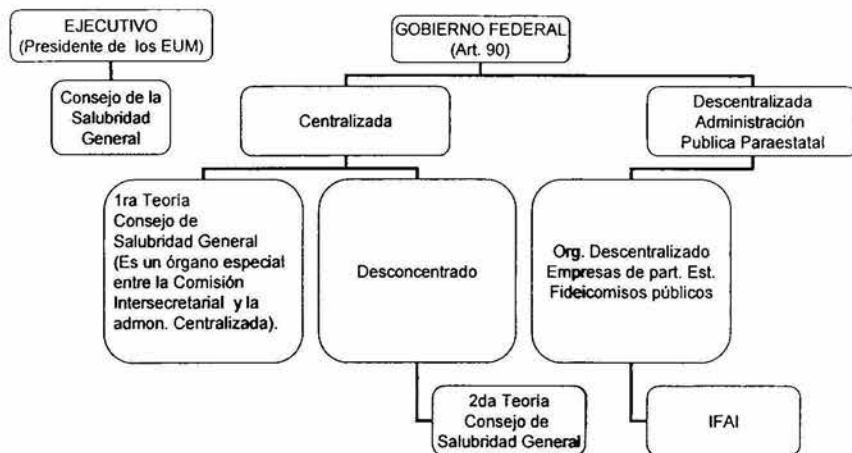 EJECUTIVO
(Presidente de los EUM)
GOBIERNO FEDERAL
(Art. 90)
Consejo de la
Salubridad
General
Centralizada
Descentralizada
Administración
Publica Paraestatal
1ra Teoría
Consejo de
Salubridad General
(Es un órgano especial
entre la Comisión
Intersecretarial y la
admon. Centralizada).
Desconcentrado
Org. Descentralizado
Empresas de part. Est.
Fideicomisos públicos
2da Teoría
Consejo de
Salubridad General
IFAI